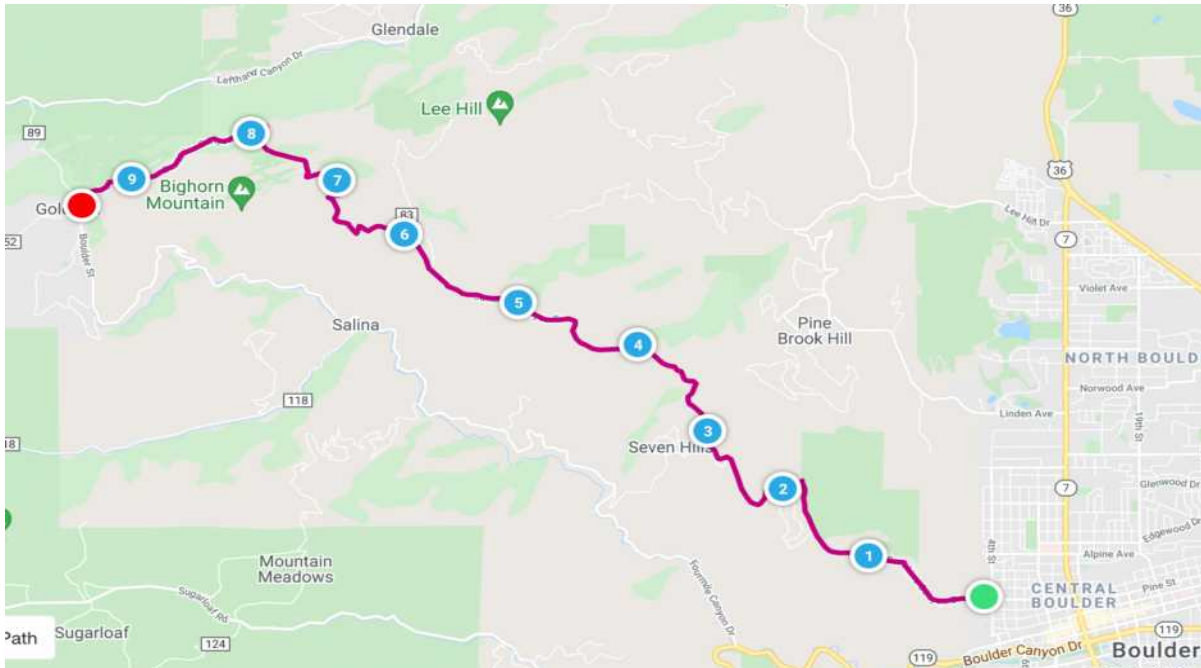 36
Glendale
Lefthand Canyon Dr
Lee Hill
89
8
36
9
7
Bighorn
Mountain
Gol
83
Lee Hill Dr
6
7
52
Boulder St
Violet Ave
5
Salina
Pine
Brook Hill
4
NORTH BOULD
Norwood Ave
118
Linden Ave
19th St
3
18
Seven Hills
2
7
Glenwood Dr
Edgewood Dr
4th St
1
Alpine Ave
Mountain
Meadows
Fourmile Canyon Dr
Pine St
CENTRAL
BOULDER
Sugarloaf Rd
Path
Sugarloaf
124
119
119
Boulder Canyon Dr
Boulder